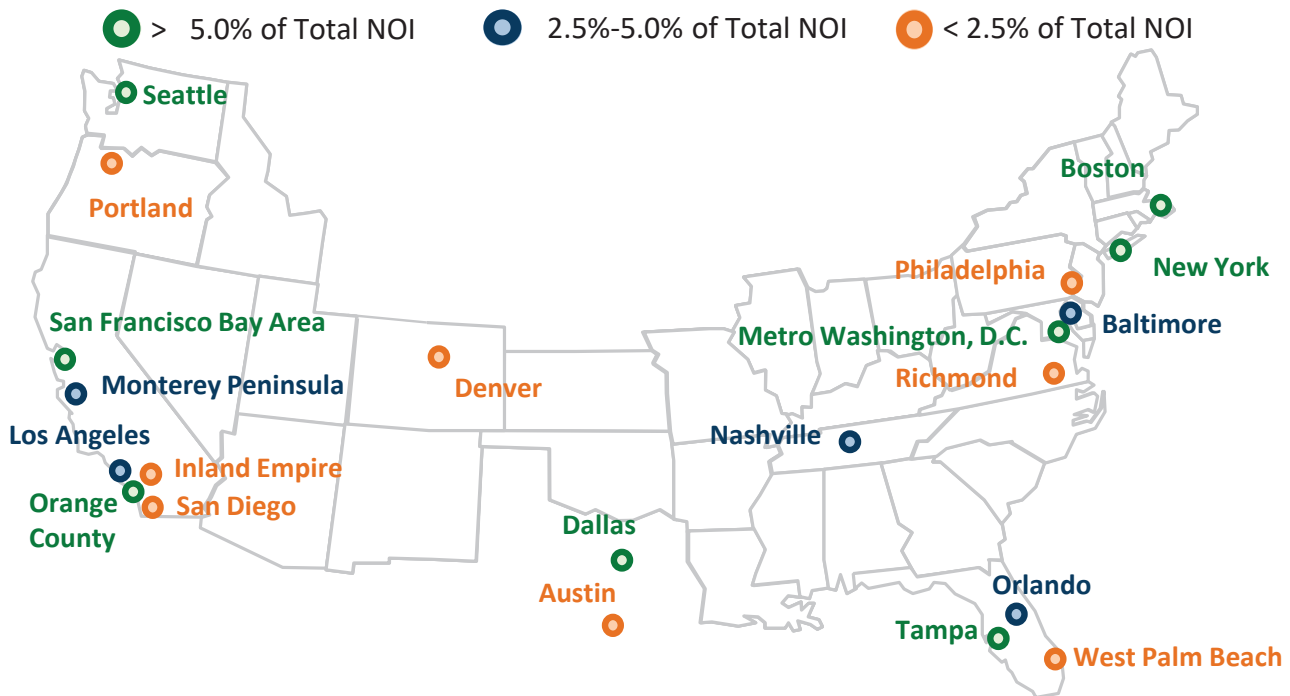 > 5.0% of Total NOI
2.5%-5.0% of Total NOI
< 2.5% of Total NOI
Seattle
Portland
Boston
New York
Philadelphia
Baltimore
Metro Washington, D.C.
Richmond
San Francisco Bay Area
Monterey Peninsula
Denver
Los Angeles
Nashville
Inland Empire
San Diego
Orange
County
Dallas
Austin
Orlando
Tampa
West Palm Beach